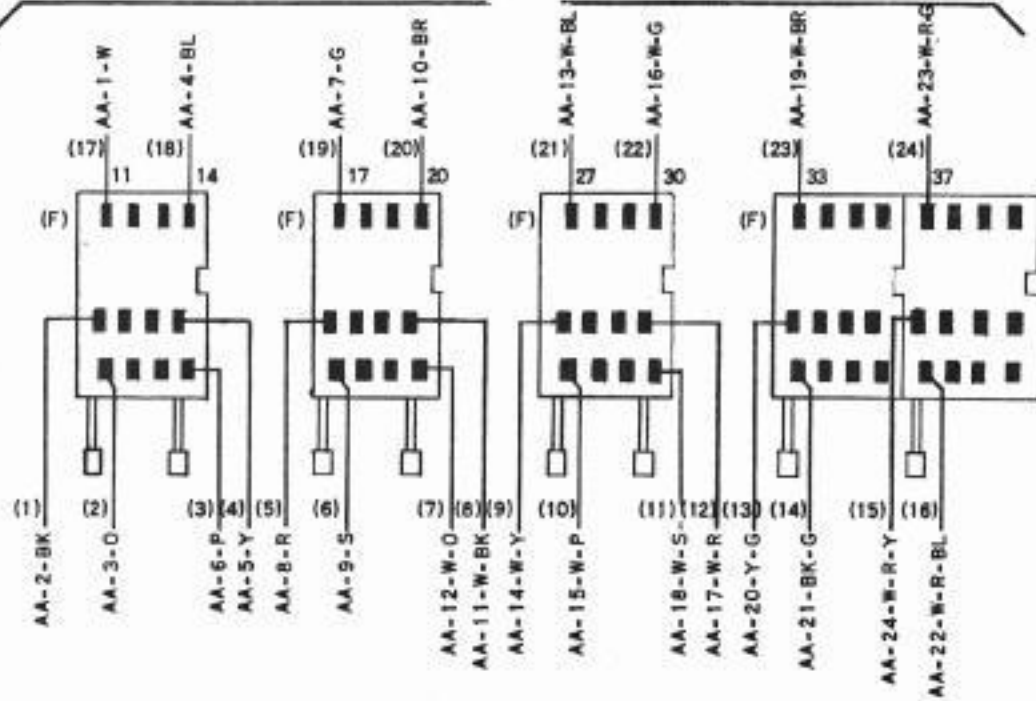 AA-1-W
AA-4-BL
AA-7-G
AA-10-BR
AA-13-W-BL
AA-16-W-G
AA-19-W-BR
AA-23-W-R-G
(17) (18) (19) (20) (21) (22) (23) (24)
11 14 17 20 27 30 33 37
(F) (F) (F) (F)
(1) (2) (3) (4) (5) (6) (7) (8) (9) (10) (11) (12) (13) (14) (15) (16)
AA-2-BK
AA-3-O
AA-6-P
AA-5-Y
AA-8-R
AA-9-S
AA-12-W-O
AA-11-W-BK
AA-14-W-Y
AA-15-W-P
AA-18-W-S
AA-17-W-R
AA-20-Y-G
AA-21-BK-G
AA-24-W-R-Y
AA-22-W-R-BL